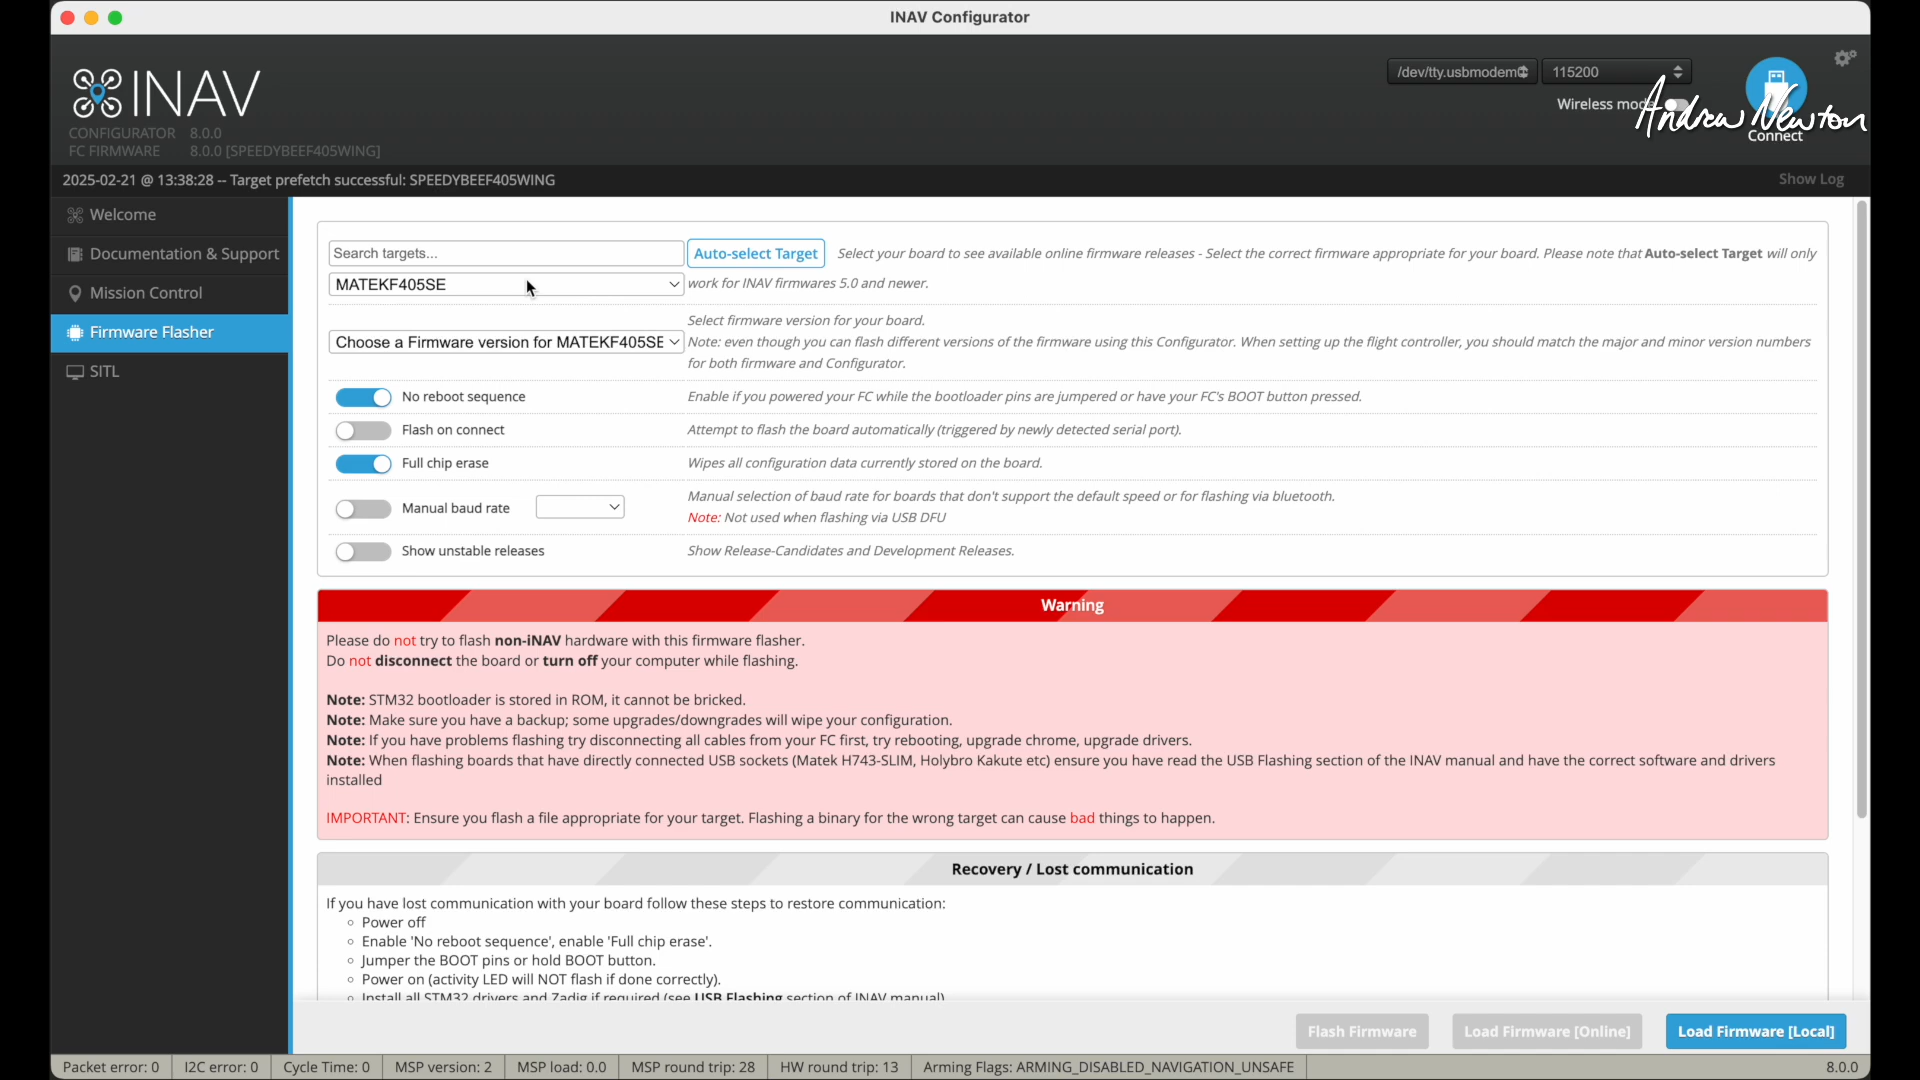 INAV Configurator
INAV
CONFIGURATOR 8.0.0
FC FIRMWARE 8.0.0 [SPEEDYBEEF405WING]
/dev/tty.usbmodem
115200
Wireless mode
Andrew Newton
Connect
2025-02-21 @ 13:38:28 -- Target prefetch successful: SPEEDYBEEF405WING
Show Log
Welcome
Documentation & Support
Mission Control
Firmware Flasher
SITL
Search targets...
Auto-select Target
Select your board to see available online firmware releases - Select the correct firmware appropriate for your board. Please note that Auto-select Target will only
MATEKF405SE
work for INAV firmwares 5.0 and newer.
Select firmware version for your board.
Choose a Firmware version for MATEKF405SE
Note: even though you can flash different versions of the firmware using this Configurator. When setting up the flight controller, you should match the major and minor version numbers
for both firmware and Configurator.
No reboot sequence
Enable if you powered your FC while the bootloader pins are jumpered or have your FC's BOOT button pressed.
Flash on connect
Attempt to flash the board automatically (triggered by newly detected serial port).
Full chip erase
Wipes all configuration data currently stored on the board.
Manual baud rate
Manual selection of baud rate for boards that don't support the default speed or for flashing via bluetooth.
Note: Not used when flashing via USB DFU
Show unstable releases
Show Release-Candidates and Development Releases.
Warning
Please do not try to flash non-iNAV hardware with this firmware flasher.
Do not disconnect the board or turn off your computer while flashing.
Note: STM32 bootloader is stored in ROM, it cannot be bricked.
Note: Make sure you have a backup; some upgrades/downgrades will wipe your configuration.
Note: If you have problems flashing try disconnecting all cables from your FC first, try rebooting, upgrade chrome, upgrade drivers.
Note: When flashing boards that have directly connected USB sockets (Matek H743-SLIM, Holybro Kakute etc) ensure you have read the USB Flashing section of the INAV manual and have the correct software and drivers
installed
IMPORTANT: Ensure you flash a file appropriate for your target. Flashing a binary for the wrong target can cause bad things to happen.
Recovery / Lost communication
If you have lost communication with your board follow these steps to restore communication:
Power off
Enable 'No reboot sequence', enable 'Full chip erase'.
Jumper the BOOT pins or hold BOOT button.
Power on (activity LED will NOT flash if done correctly).
Install all STM32 drivers and Zadig if required (see USB Flashing section of INAV manual)
Flash Firmware
Load Firmware [Online]
Load Firmware [Local]
Packet error: 0
I2C error: 0
Cycle Time: 0
MSP version: 2
MSP load: 0.0
MSP round trip: 28
HW round trip: 13
Arming Flags: ARMING_DISABLED_NAVIGATION_UNSAFE
8.0.0